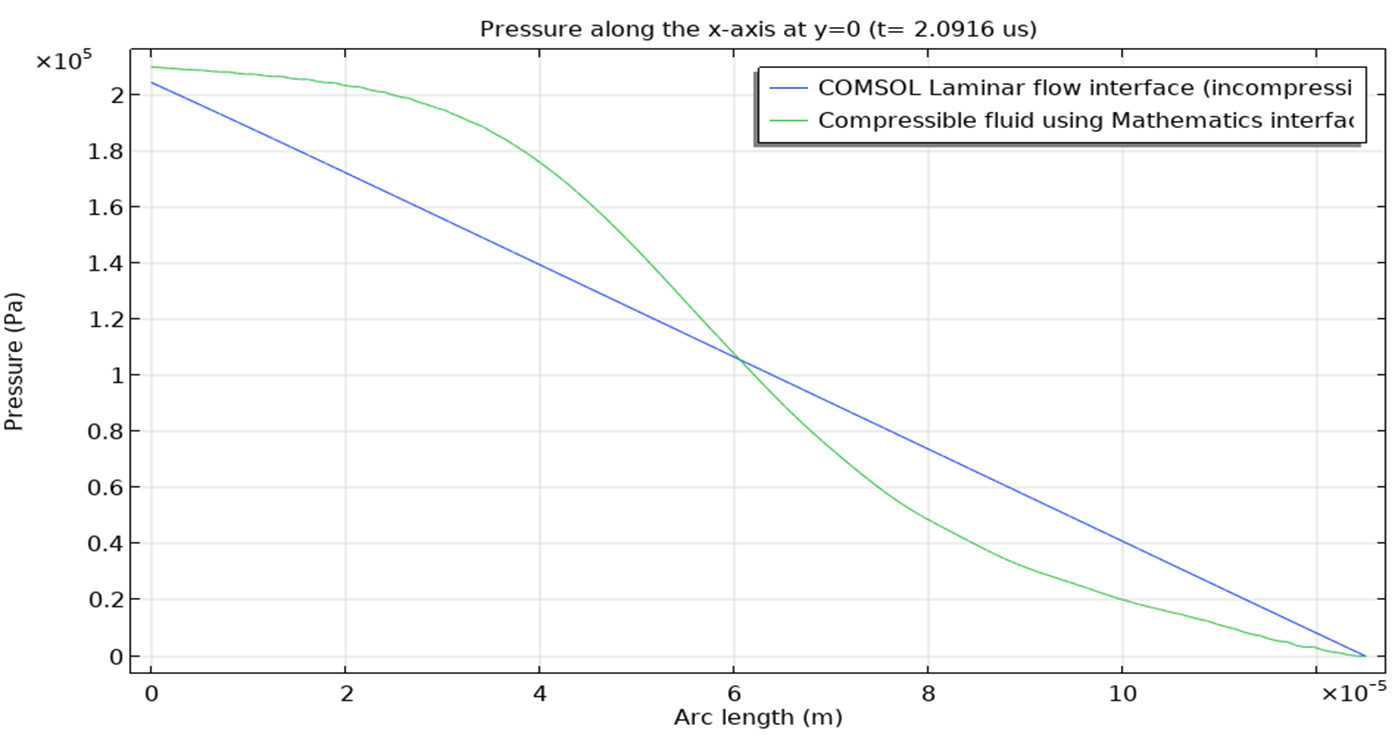 Pressure along the x-axis at y=0 (t= 2.0916 us)
×10⁵
COMSOL Laminar flow interface (incompressi
Compressible fluid using Mathematics interfac
2
1.8
1.6
1.4
1.2
1
0.8
0.6
0.4
0.2
0
Pressure (Pa)
0 2 4 6 8 10 ×10⁻⁵
Arc length (m)